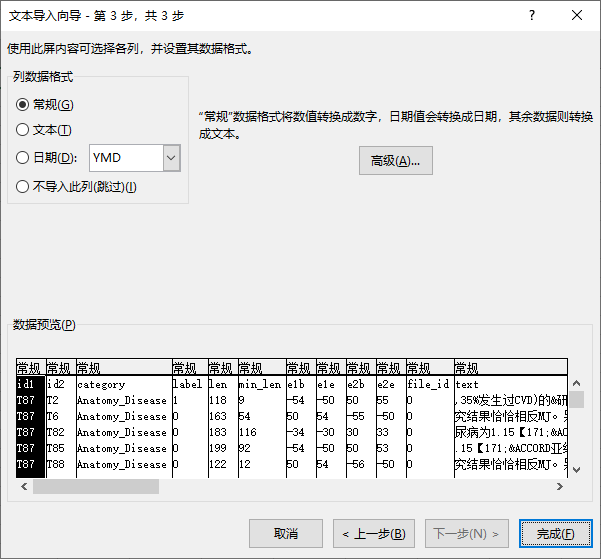 文本导入向导 - 第 3 步，共 3 步
使用此屏内容可选择各列，并设置其数据格式。
列数据格式
常规(G)
文本(T)
日期(D): YMD
不导入此列(跳过)(I)
“常规”数据格式将数值转换成数字，日期值会转换成日期，其余数据则转换成文本。
高级(A)...
数据预览(P)
常规 常规 常规 常规 常规 常规 常规 常规 常规 常规 常规 常规
id1 id2 category label len min_len e1b e1e e2b e2e file_id text
T87 T2 Anatomy_Disease 1 118 9 -54 -50 50 55 0 ,35%发生过CVD)的&研
T87 T6 Anatomy_Disease 0 163 54 50 54 -55 -50 0 究结果恰恰相反MJ。
T87 T82 Anatomy_Disease 0 183 116 -34 -30 30 33 0 尿病为1.15【171;&AC
T87 T85 Anatomy_Disease 0 199 92 -54 -50 50 53 0 .15【171;&ACCORD亚
T87 T88 Anatomy_Disease 0 122 12 50 54 -56 -50 0 究结果恰恰相反MJ。
取消
< 上一步(B)
下一步(N) >
完成(F)